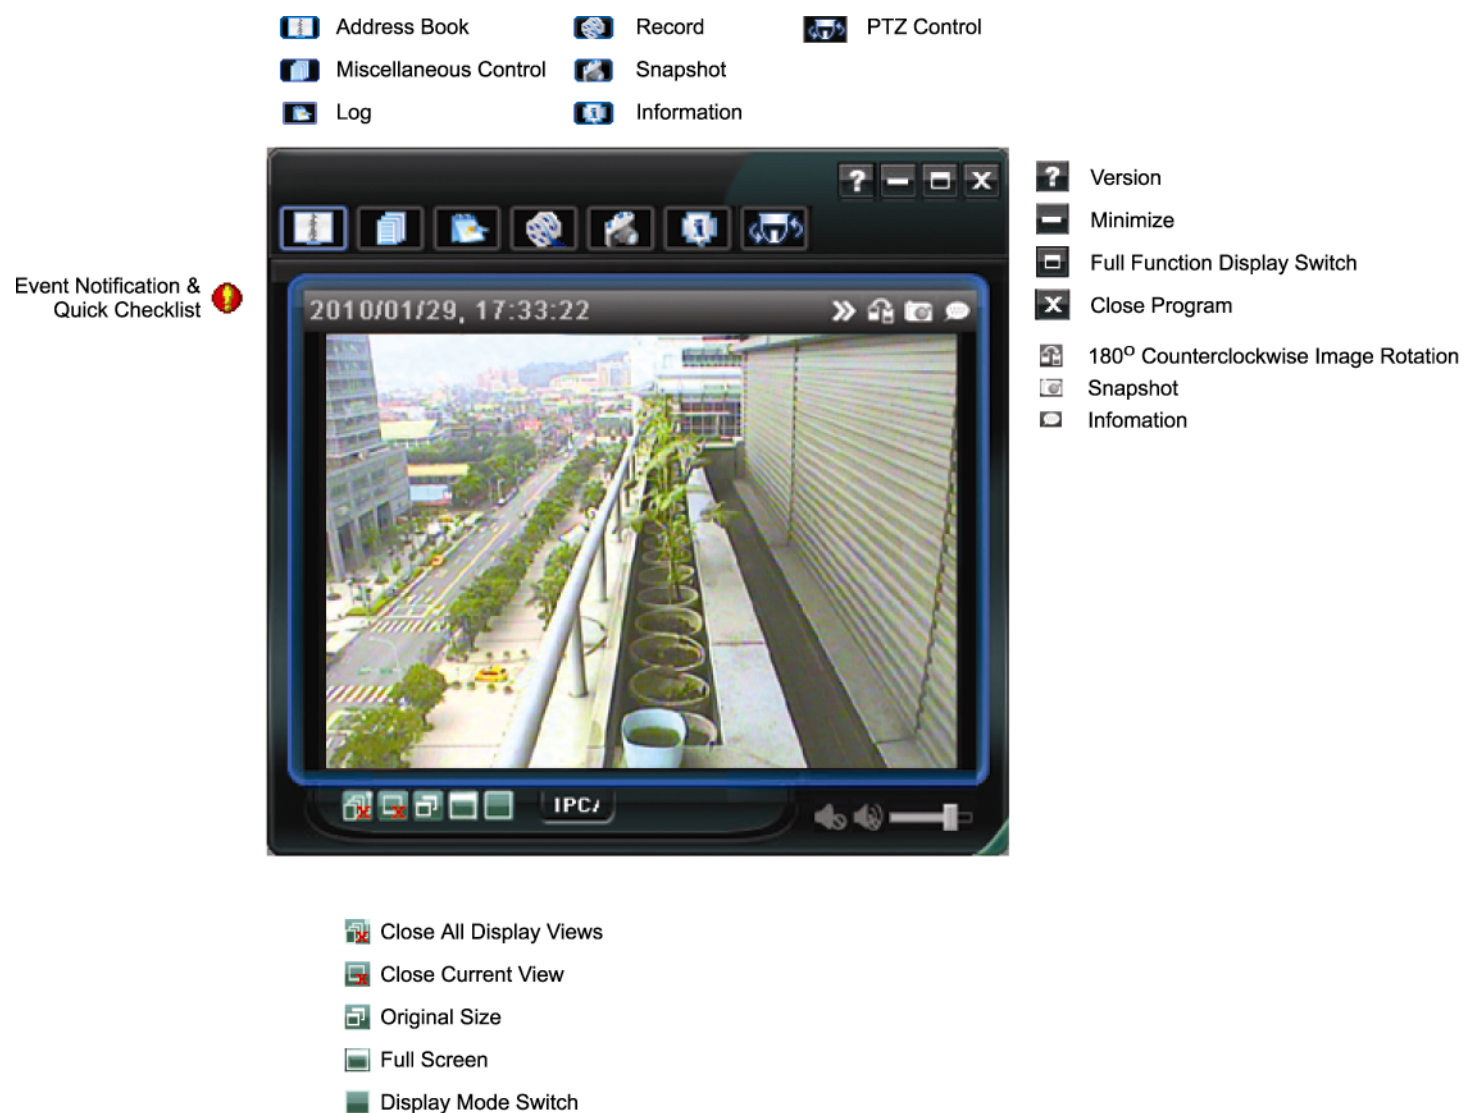 Address Book
Record
PTZ Control
Miscellaneous Control
Snapshot
Log
Information
Version
Minimize
Full Function Display Switch
Close Program
180° Counterclockwise Image Rotation
Snapshot
Infomation
Event Notification &
Quick Checklist
2010/01/29, 17:33:22
IPC
Close All Display Views
Close Current View
Original Size
Full Screen
Display Mode Switch